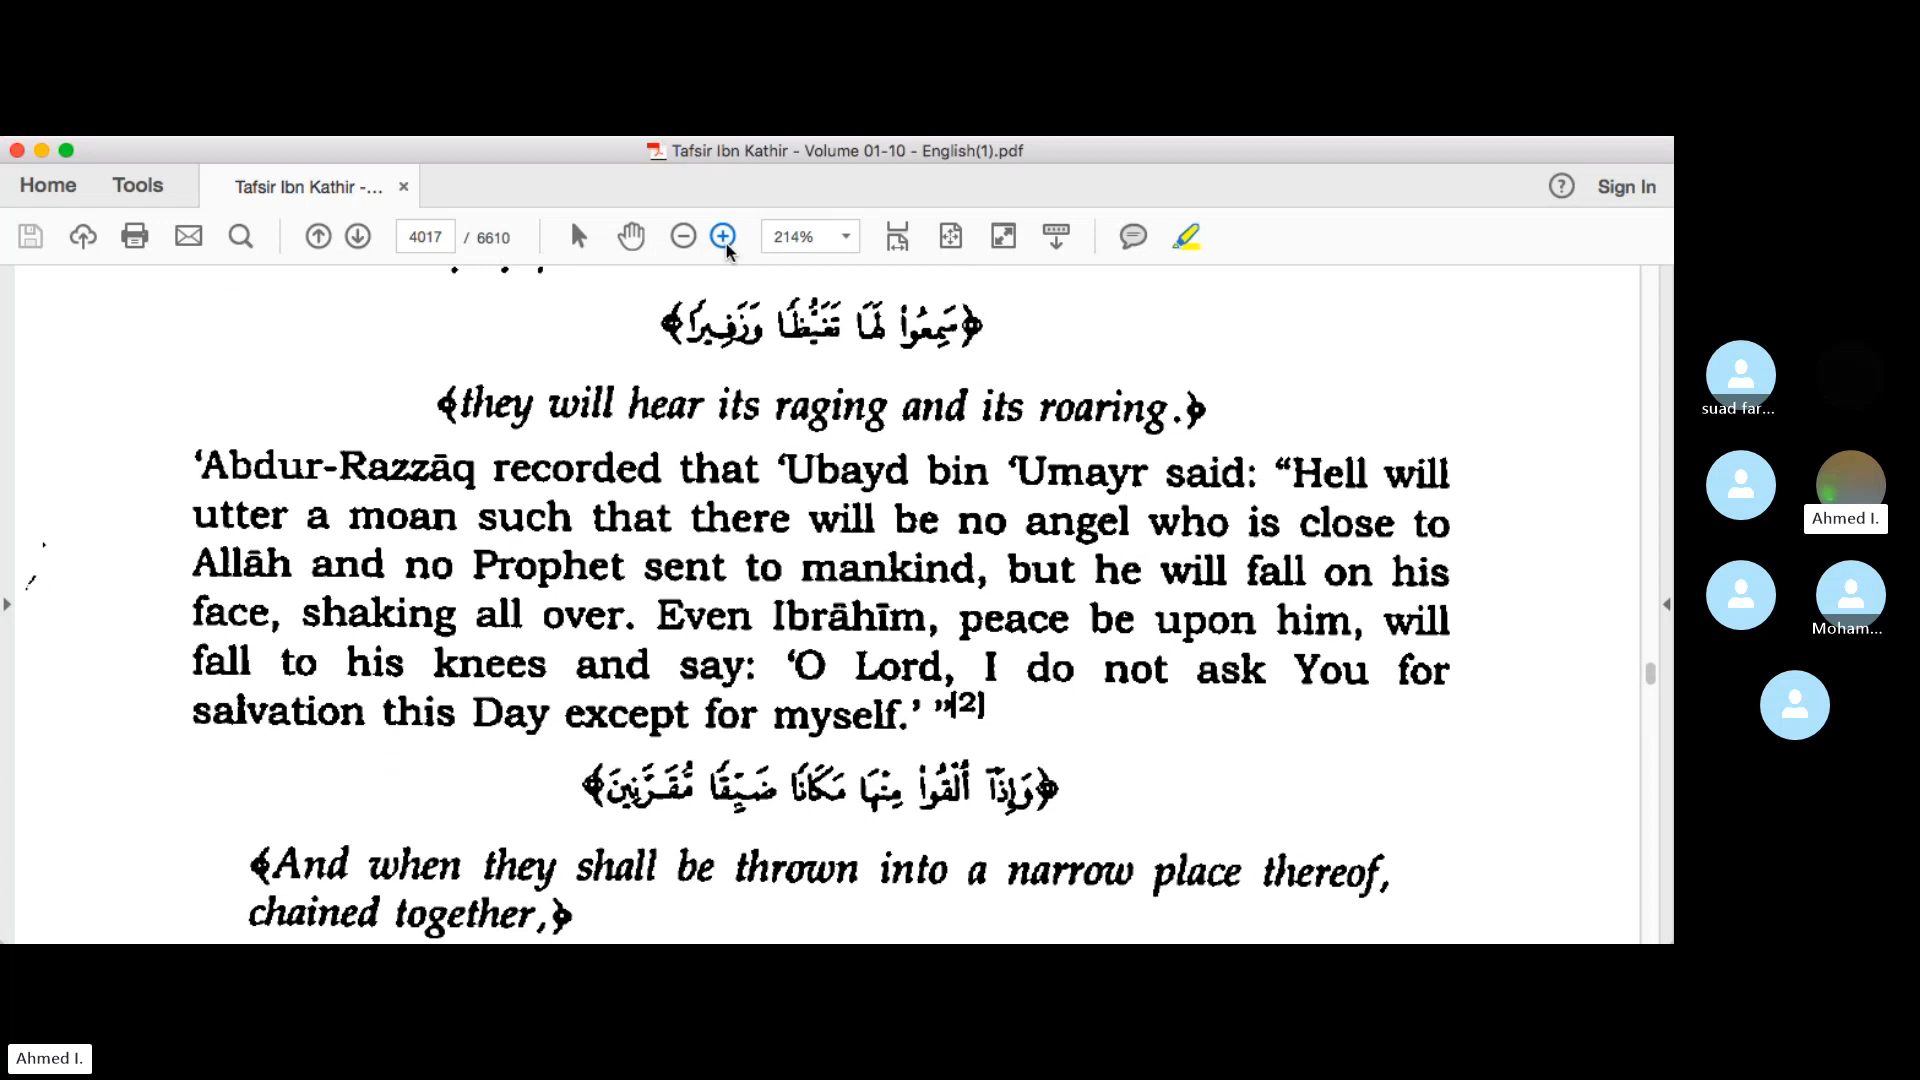 Tafsir Ibn Kathir - Volume 01-10 - English(1).pdf
Home Tools Tafsir Ibn Kathir -... × ? Sign In
4017 / 6610 214%
﴿سَمِعُوا۟ لَهَا تَغَيُّظًا وَزَفِيرًا﴾
﴿they will hear its raging and its roaring.﴾
‘Abdur-Razzāq recorded that ‘Ubayd bin ‘Umayr said: “Hell will
utter a moan such that there will be no angel who is close to
Allāh and no Prophet sent to mankind, but he will fall on his
face, shaking all over. Even Ibrāhīm, peace be upon him, will
fall to his knees and say: ‘O Lord, I do not ask You for
salvation this Day except for myself.’ ”[2]
﴿وَإِذَآ أُلْقُوا۟ مِنْهَا مَكَانًا ضَيِّقًا مُّقَرَّنِينَ﴾
﴿And when they shall be thrown into a narrow place thereof,
chained together,﴾
suad far...
Ahmed I.
Moham...
Ahmed I.